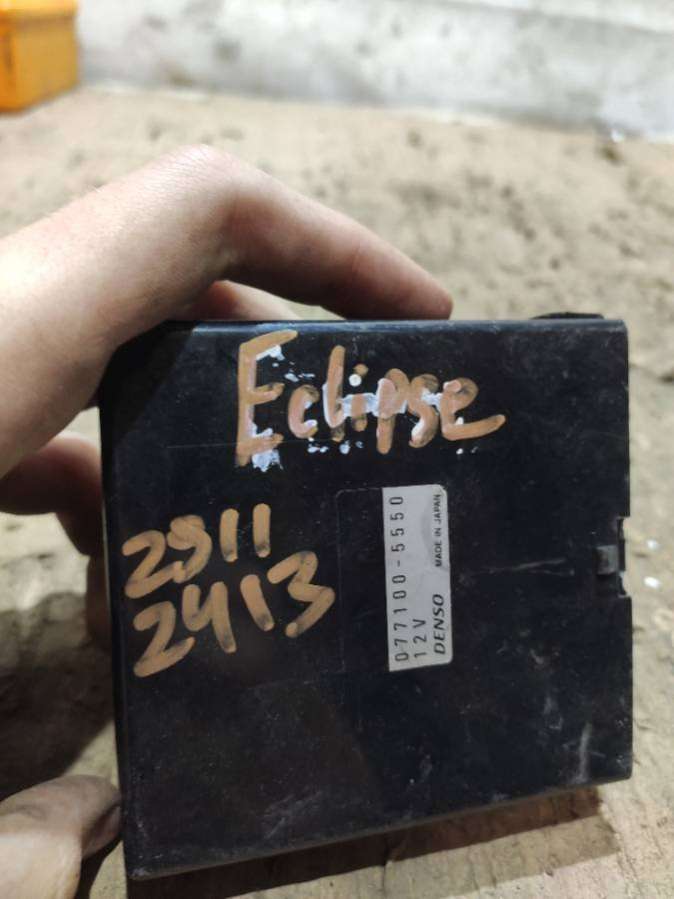 Eclipse
2911
2413
077100-5550
12V
DENSO MADE IN JAPAN